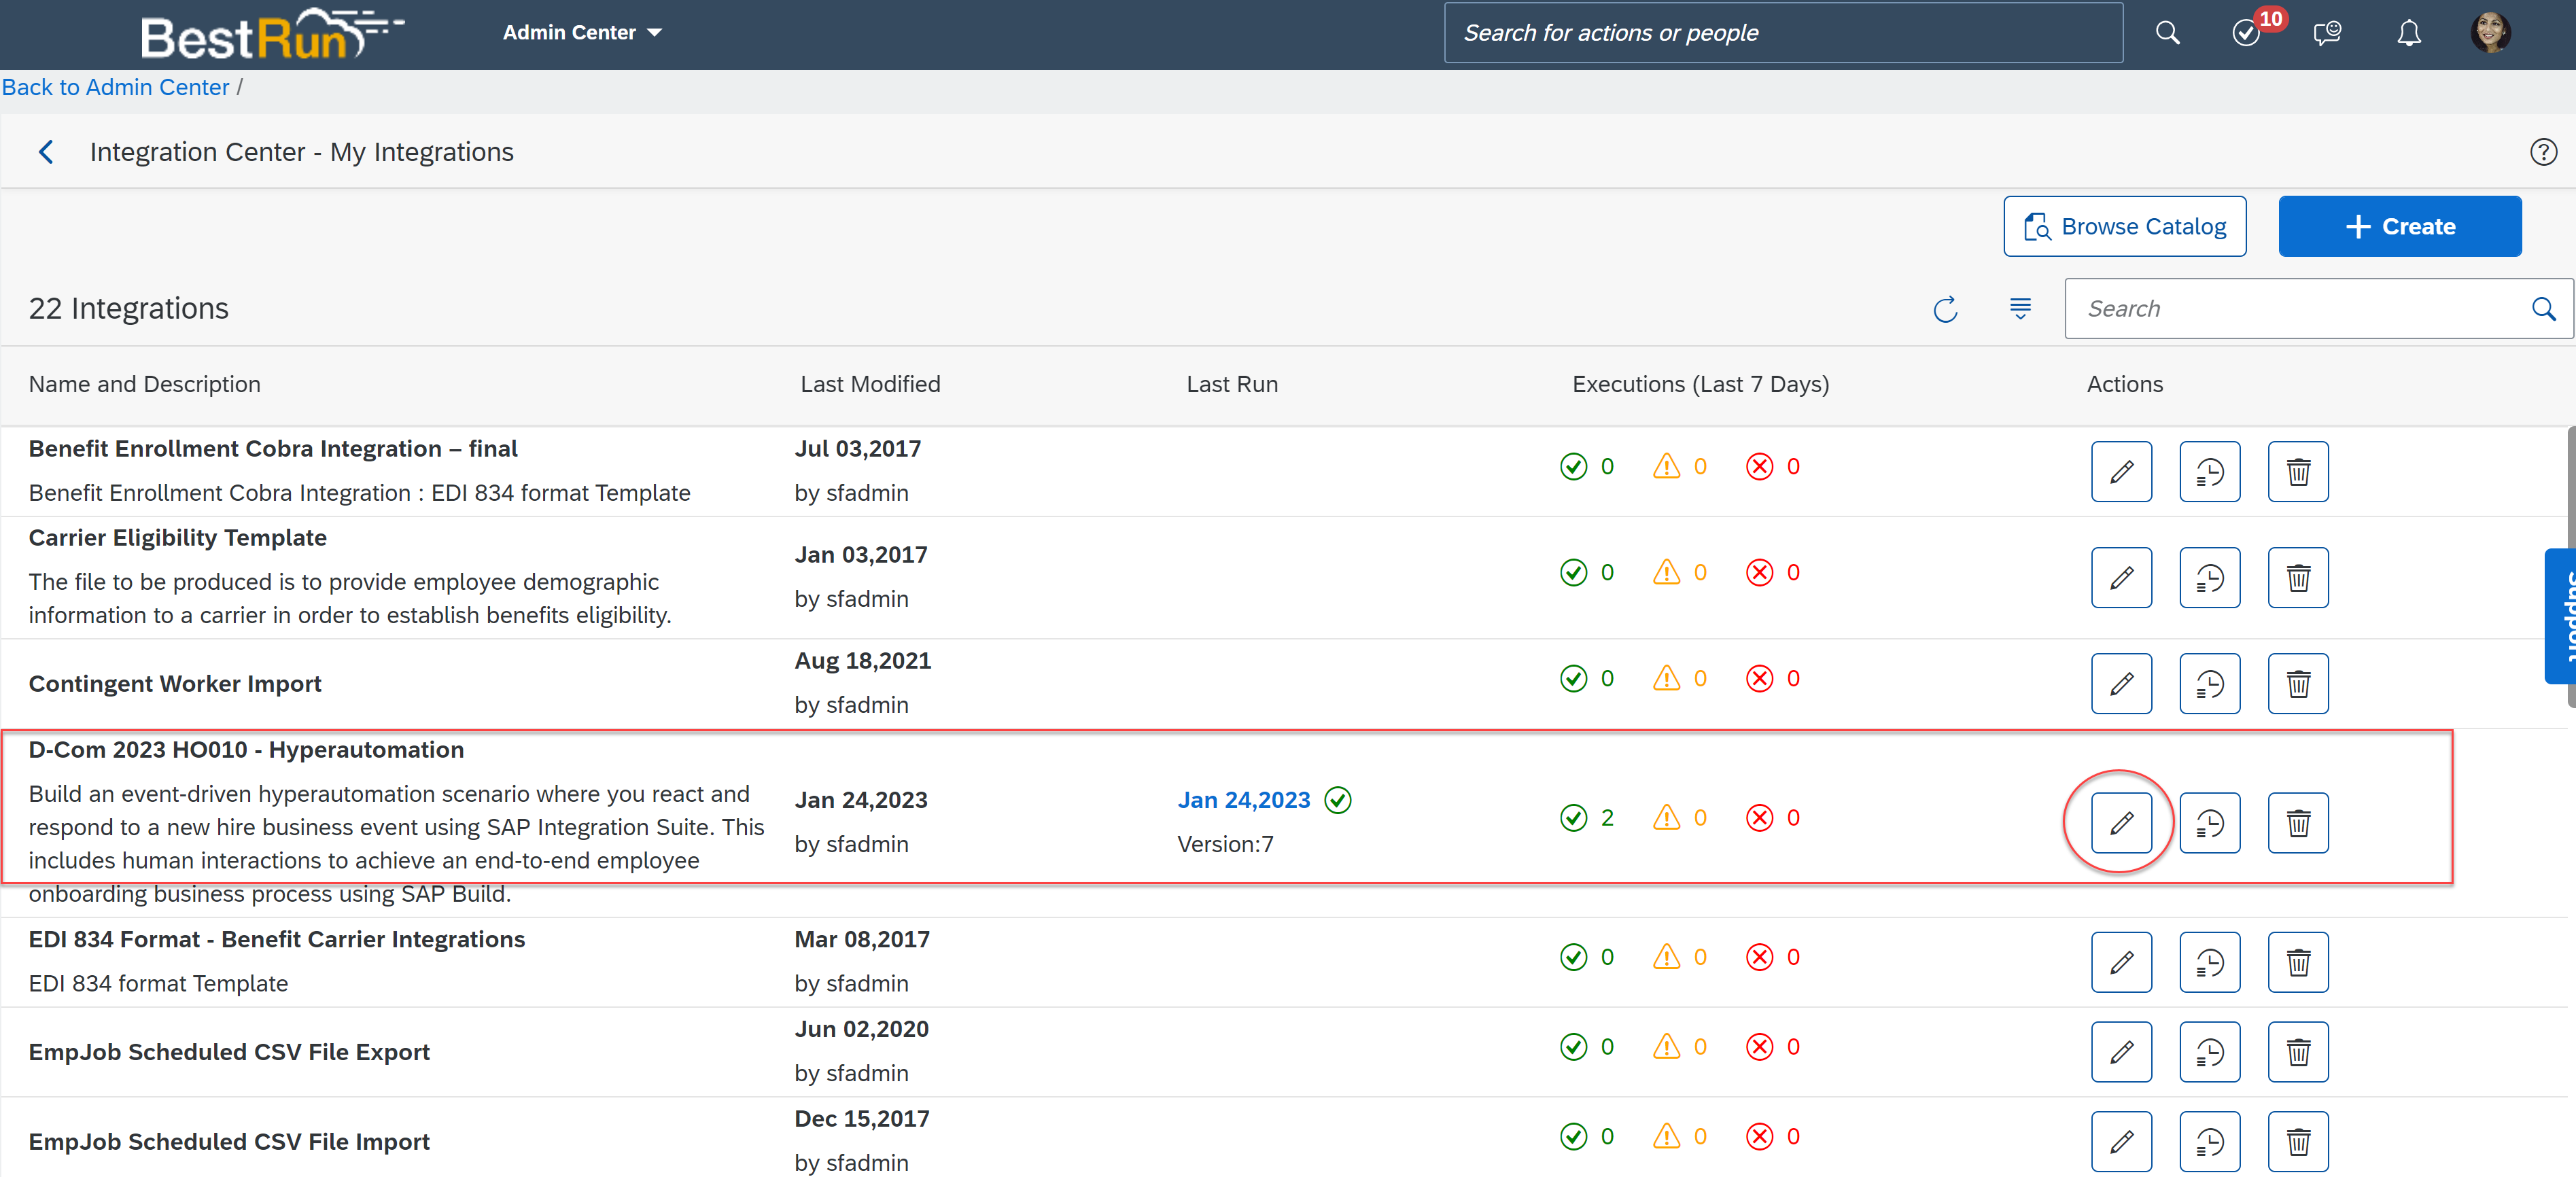 BestRun
Admin Center
Search for actions or people
10
Back to Admin Center /
Integration Center - My Integrations
?
Browse Catalog
+ Create
22 Integrations
Search
Name and Description Last Modified Last Run Executions (Last 7 Days) Actions
Benefit Enrollment Cobra Integration – final
Benefit Enrollment Cobra Integration : EDI 834 format Template
Jul 03,2017
by sfadmin
0 0 0
Carrier Eligibility Template
The file to be produced is to provide employee demographic
information to a carrier in order to establish benefits eligibility.
Jan 03,2017
by sfadmin
0 0 0
Support
Contingent Worker Import
Aug 18,2021
by sfadmin
0 0 0
D-Com 2023 HO010 - Hyperautomation
Build an event-driven hyperautomation scenario where you react and
respond to a new hire business event using SAP Integration Suite. This
includes human interactions to achieve an end-to-end employee
onboarding business process using SAP Build.
Jan 24,2023
by sfadmin
Jan 24,2023
Version:7
2 0 0
EDI 834 Format - Benefit Carrier Integrations
EDI 834 format Template
Mar 08,2017
by sfadmin
0 0 0
EmpJob Scheduled CSV File Export
Jun 02,2020
by sfadmin
0 0 0
EmpJob Scheduled CSV File Import
Dec 15,2017
by sfadmin
0 0 0